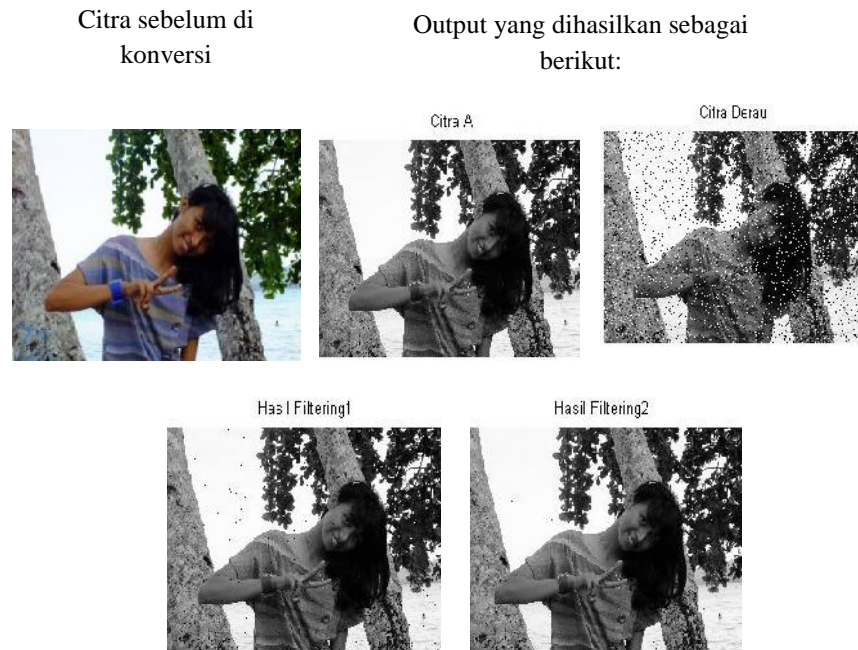 Citra sebelum di
konversi
Output yang dihasilkan sebagai
berikut:
Citra A
Citra Derau
Has l Filtering1
Hasil Filtering2